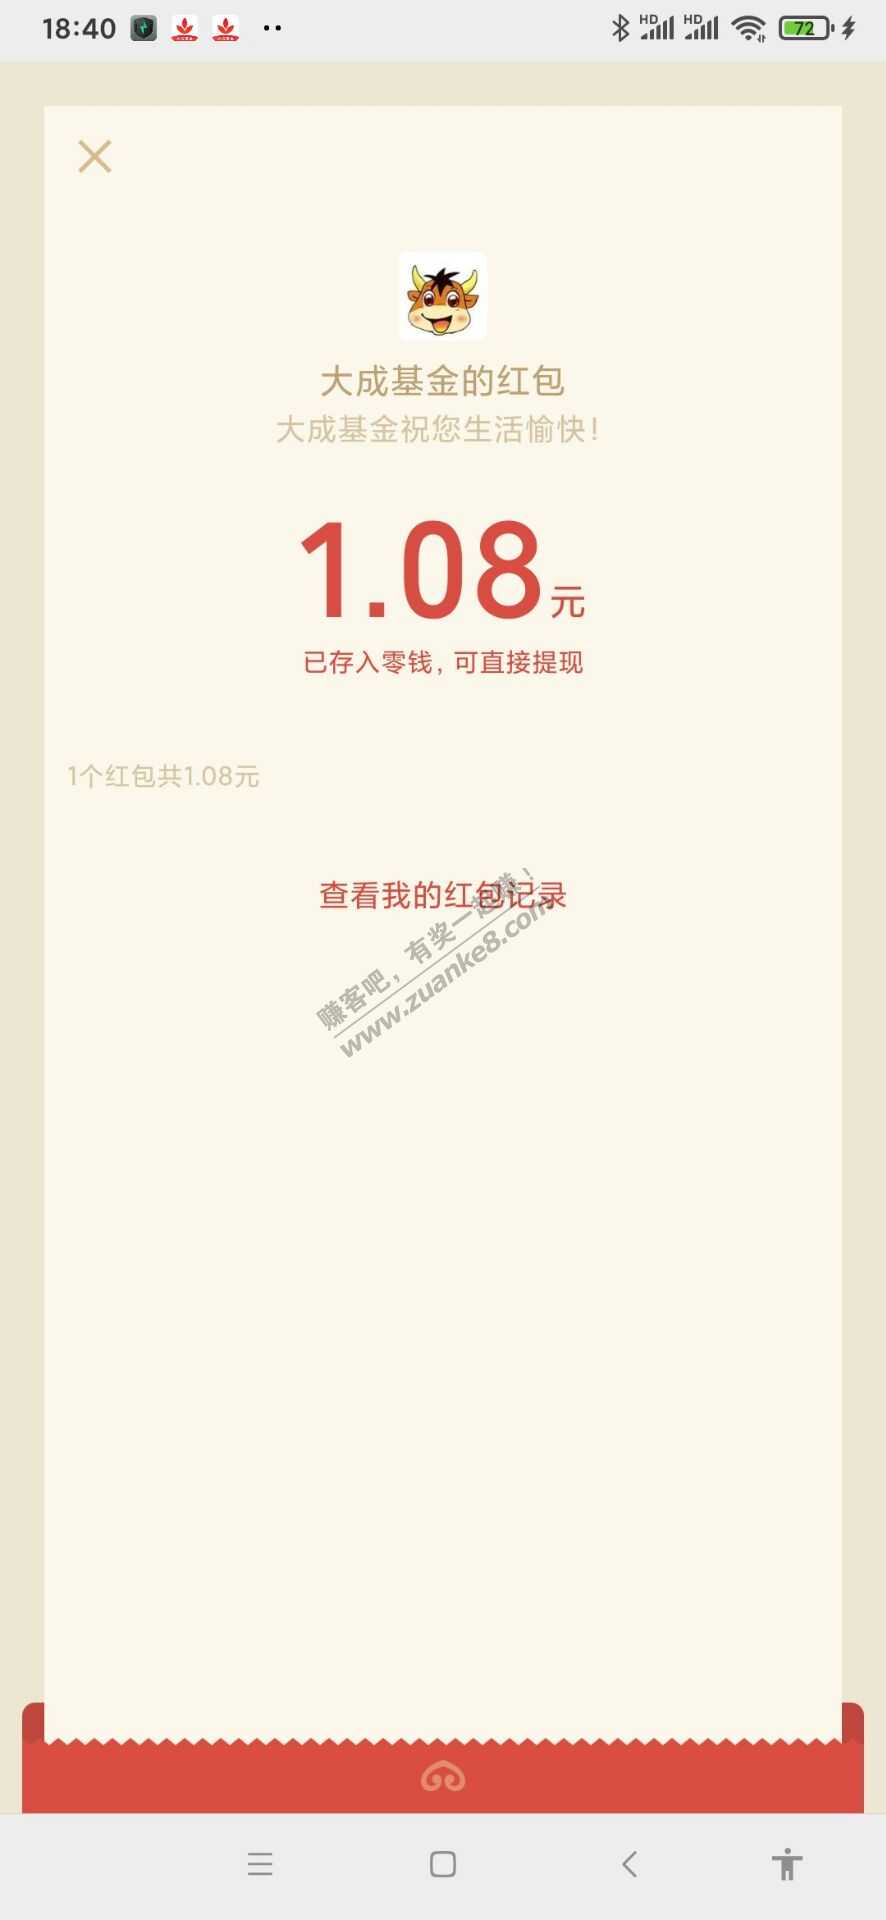 18:40
HD HD 72
大成基金的红包
大成基金祝您生活愉快！
1.08元
已存入零钱，可直接提现
1个红包共1.08元
查看我的红包记录
赚客吧，有奖一起赚！
www.zuanke8.com